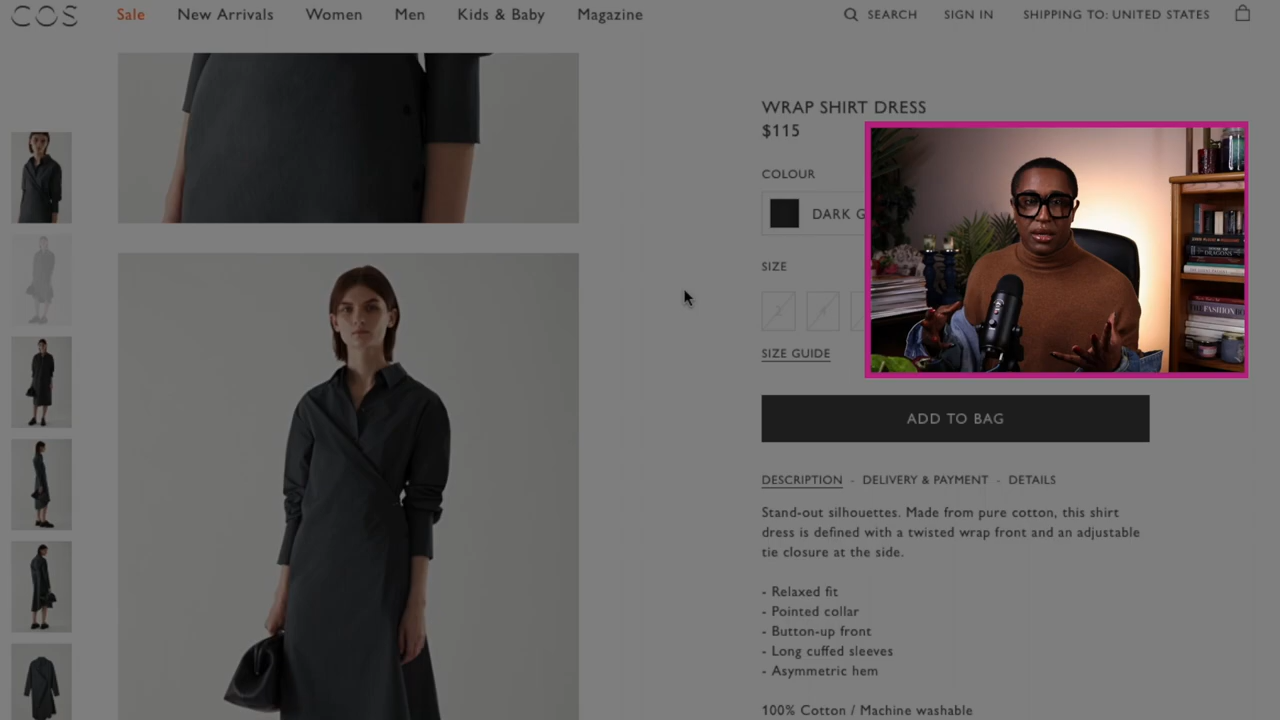 COS
Sale New Arrivals Women Men Kids & Baby Magazine
SEARCH SIGN IN SHIPPING TO: UNITED STATES
WRAP SHIRT DRESS
$115
COLOUR
DARK G
SIZE
SIZE GUIDE
ADD TO BAG
DESCRIPTION - DELIVERY & PAYMENT - DETAILS
Stand-out silhouettes. Made from pure cotton, this shirt
dress is defined with a twisted wrap front and an adjustable
tie closure at the side.
- Relaxed fit
- Pointed collar
- Button-up front
- Long cuffed sleeves
- Asymmetric hem
100% Cotton / Machine washable